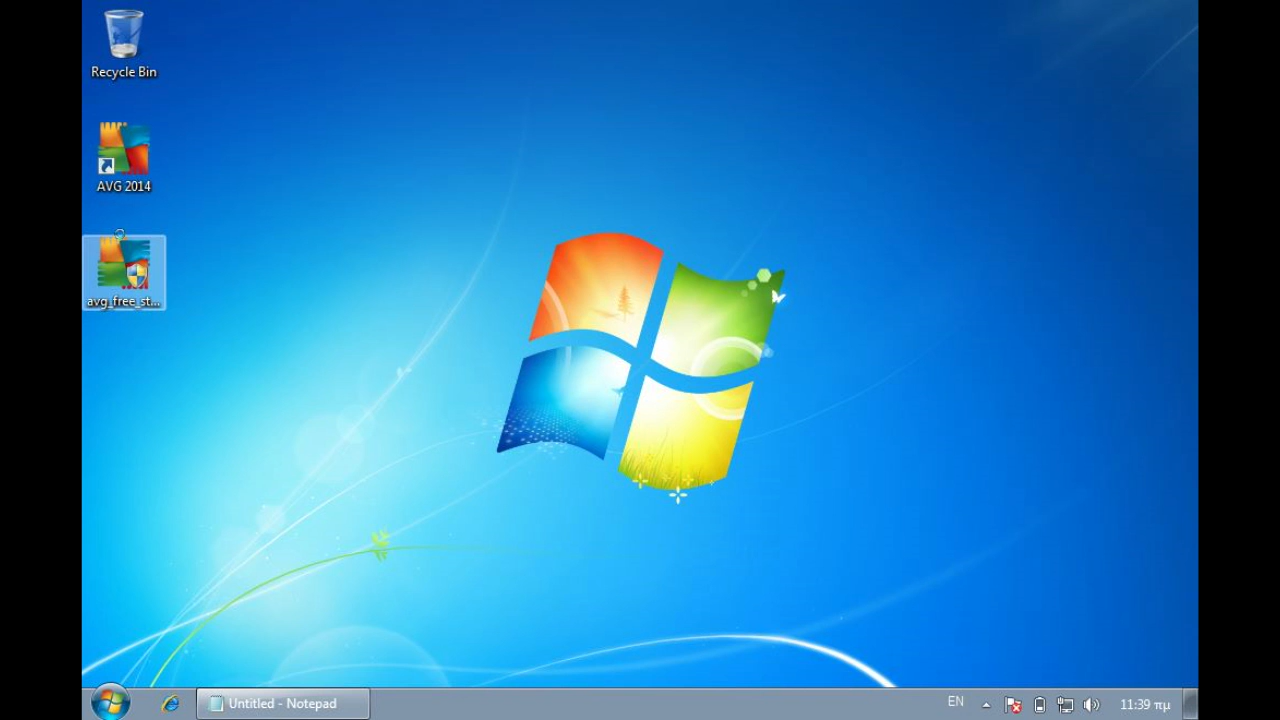 Recycle Bin
AVG 2014
avg_free_st...
Untitled - Notepad
EN
11:39 πμ